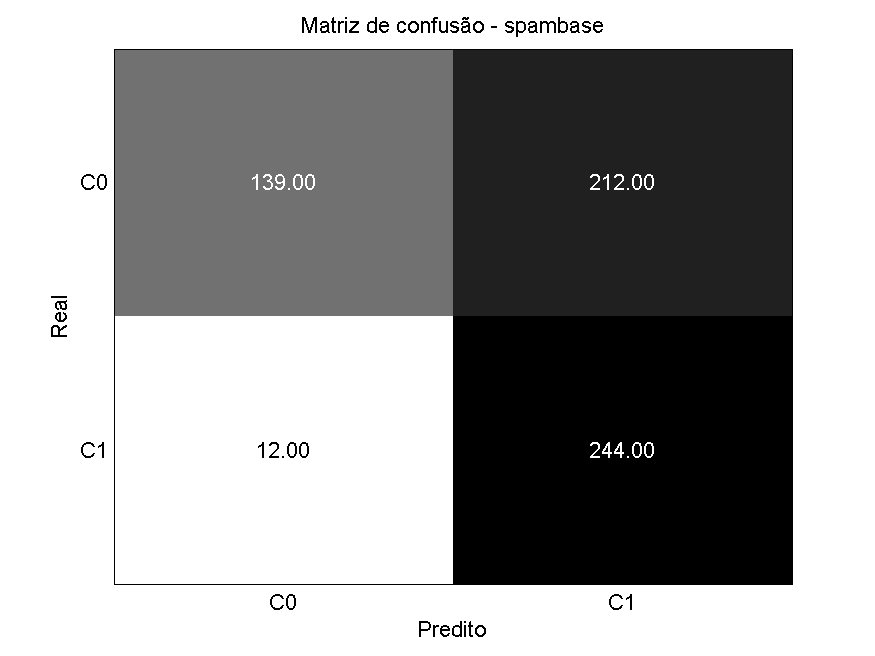 Matriz de confusão - spambase
C0
139.00
212.00
Real
C1
12.00
244.00
C0
C1
Predito